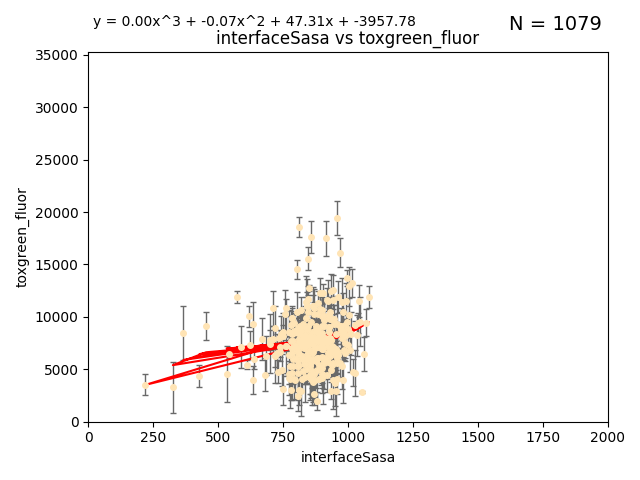 y = 0.00x^3 + -0.07x^2 + 47.31x + -3957.78
N = 1079
interfaceSasa vs toxgreen_fluor
35000
30000
25000
20000
15000
10000
5000
0
toxgreen_fluor
0 250 500 750 1000 1250 1500 1750 2000
interfaceSasa